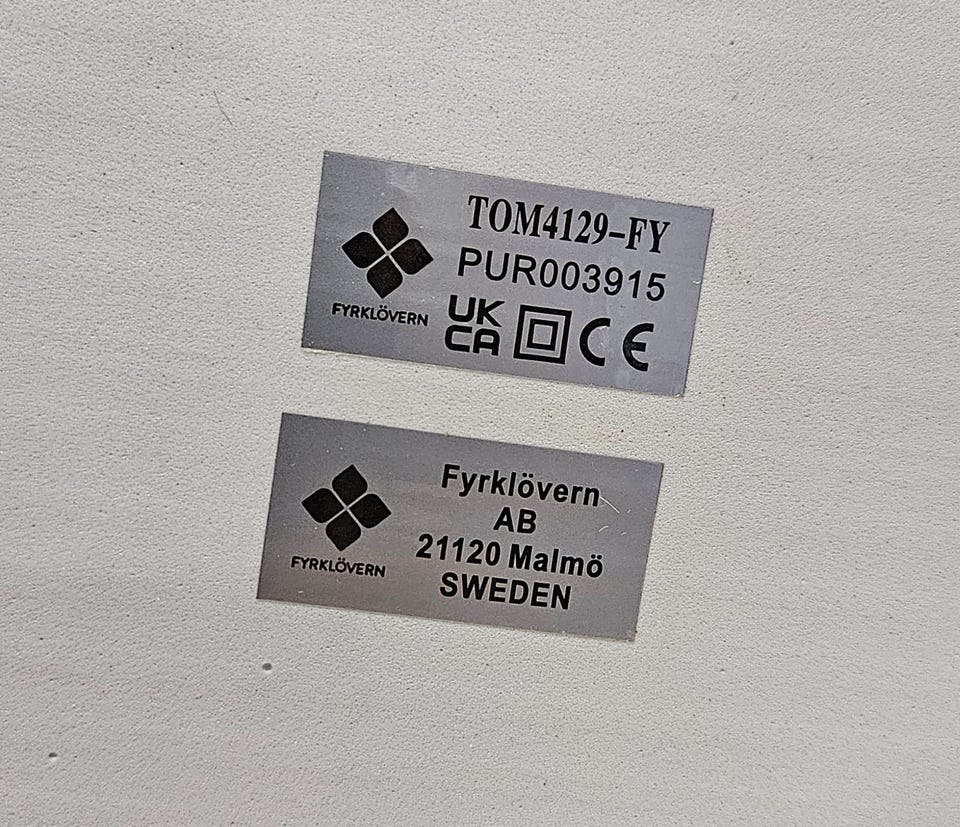 TOM4129-FY
PUR003915
FYRKLÖVERN
UK
CA
CE
Fyrklövern
AB
21120 Malmö
SWEDEN
FYRKLÖVERN